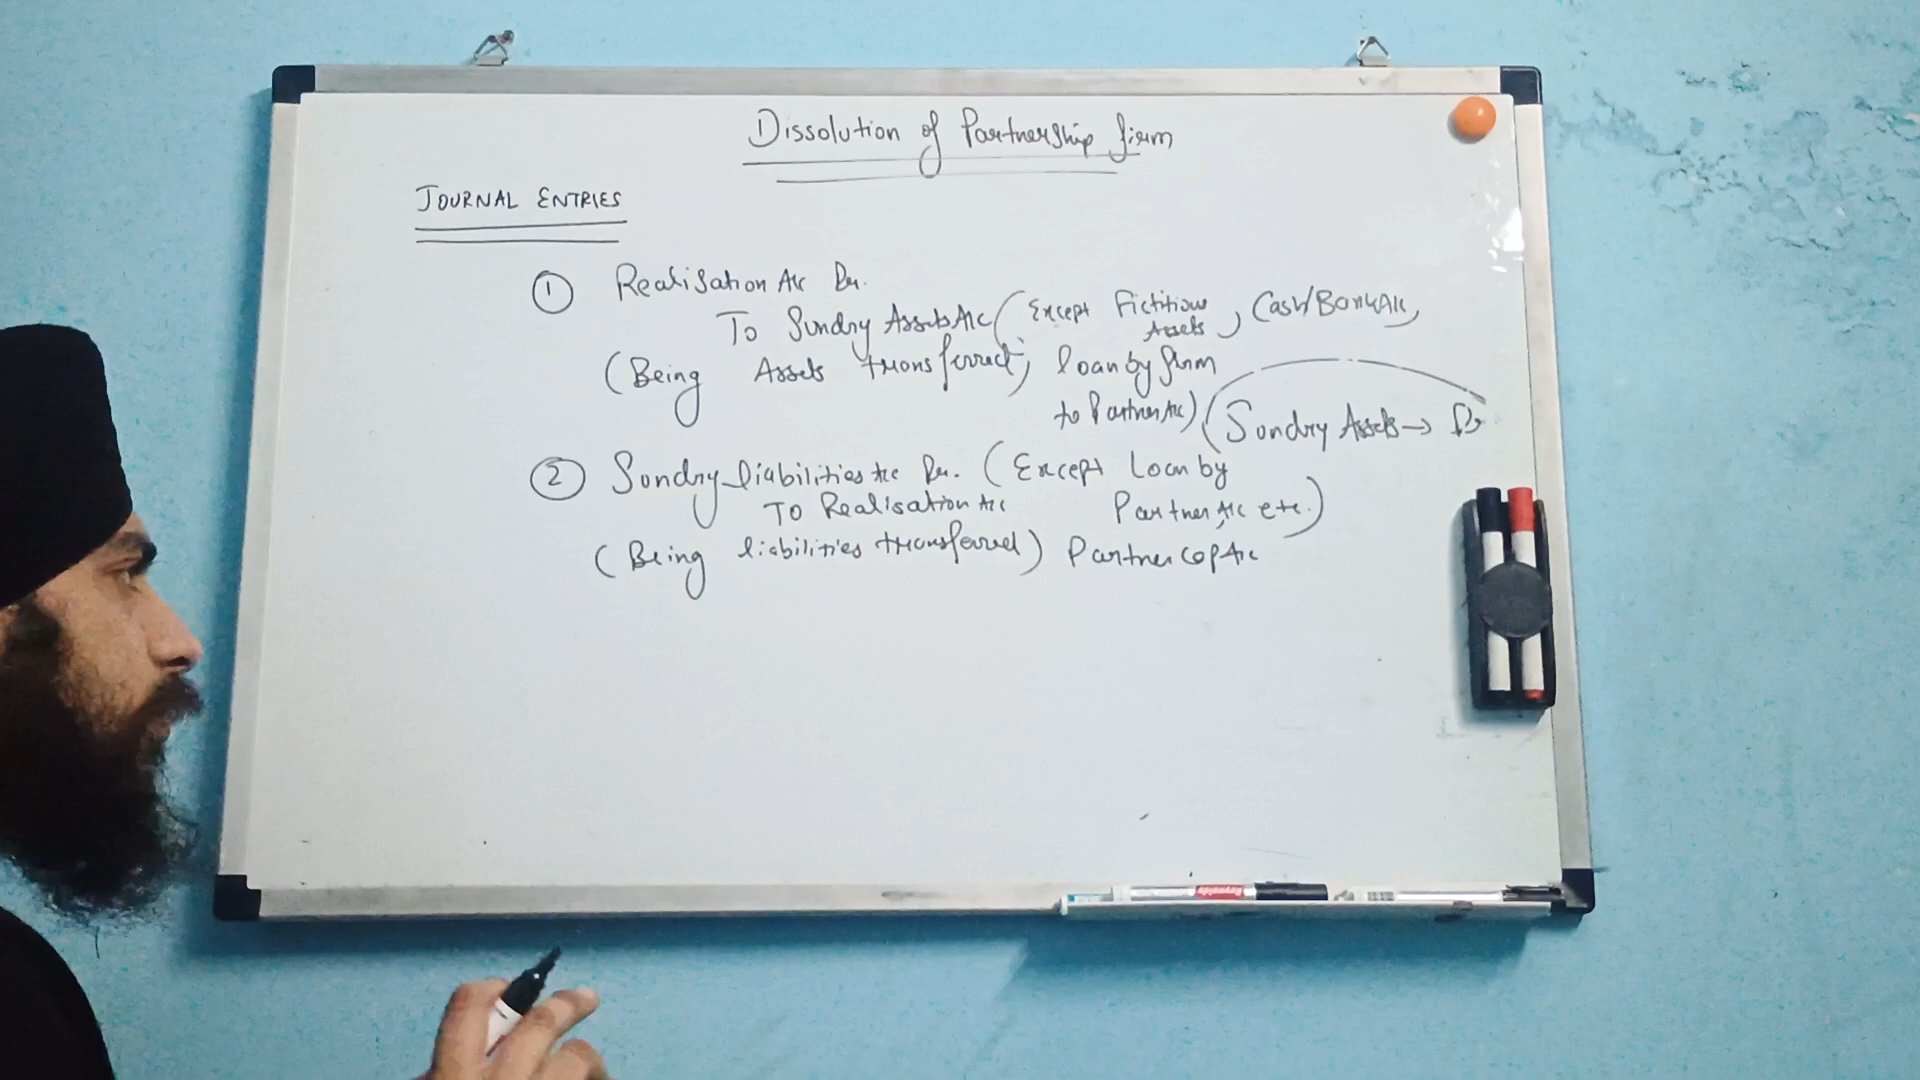 Dissolution of Partnership firm
JOURNAL ENTRIES
① Realisation A/c Dr.
To Sundry Assets A/c (Except Fictitious Assets, Cash/Bank A/c,
(Being Assets transferred) loan by firm
to Partner A/c) (Sundry Assets → Dr
② Sundry liabilities A/c Dr. (Except Loan by
To Realisation A/c Partner A/c etc.)
(Being liabilities transferred) Partner Cap A/c
Reynolds